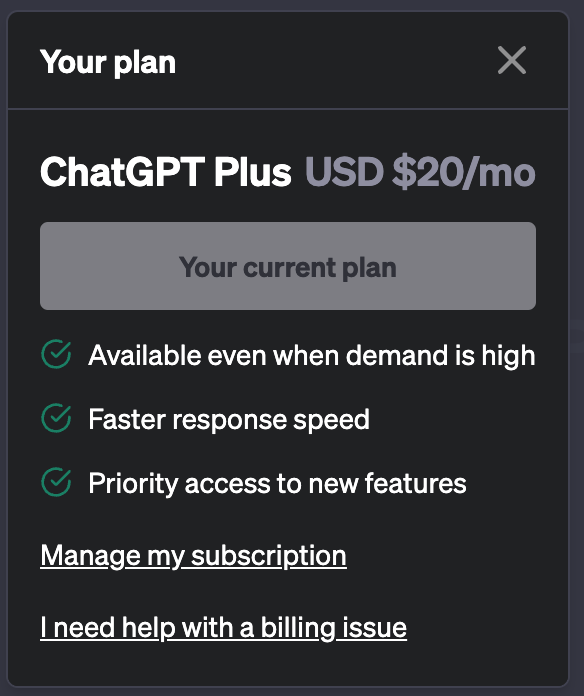 Your plan
ChatGPT Plus USD $20/mo
Your current plan
Available even when demand is high
Faster response speed
Priority access to new features
Manage my subscription
I need help with a billing issue